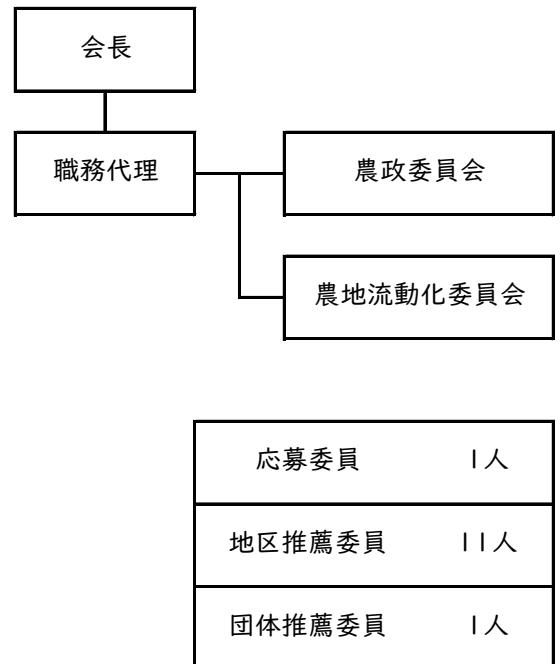 会長
職務代理
農政委員会
農地流動化委員会
応募委員 1人
地区推薦委員 11人
団体推薦委員 1人